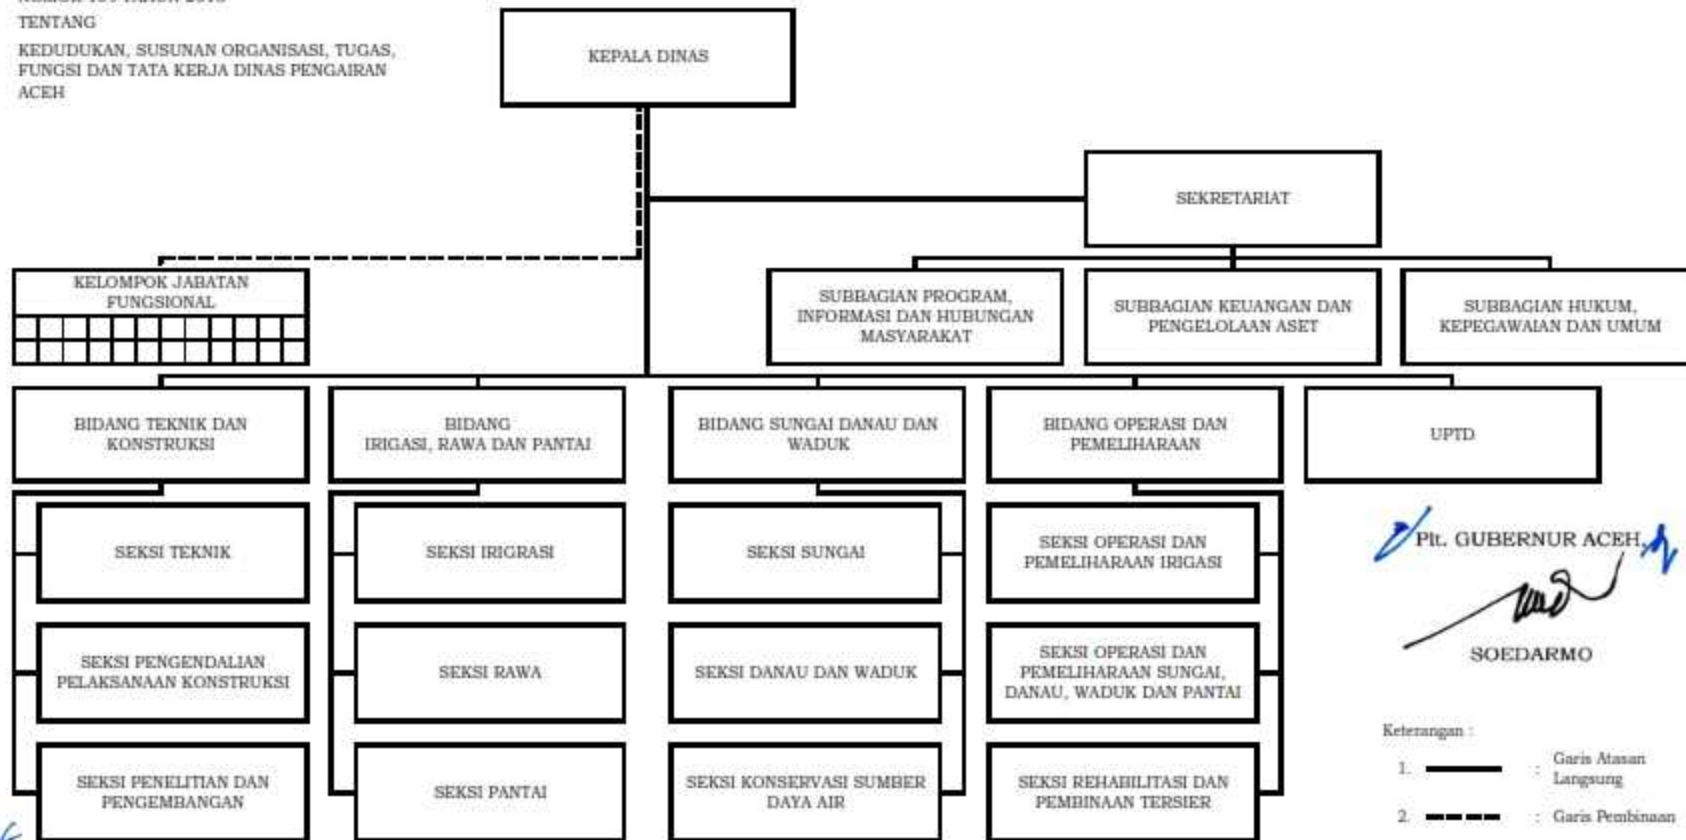 TENTANG
KEDUDUKAN, SUSUNAN ORGANISASI, TUGAS,
FUNGSI DAN TATA KERJA DINAS PENGAIRAN
ACEH
KEPALA DINAS
SEKRETARIAT
KELOMPOK JABATAN
FUNGSIONAL
SUBBAGIAN PROGRAM,
INFORMASI DAN HUBUNGAN
MASYARAKAT
SUBBAGIAN KEUANGAN DAN
PENGELOLAAN ASET
SUBBAGIAN HUKUM,
KEPEGAWAIAN DAN UMUM
BIDANG TEKNIK DAN
KONSTRUKSI
BIDANG
IRIGASI, RAWA DAN PANTAI
BIDANG SUNGAI DANAU DAN
WADUK
BIDANG OPERASI DAN
PEMELIHARAAN
UPTD
SEKSI TEKNIK
SEKSI IRIGRASI
SEKSI SUNGAI
SEKSI OPERASI DAN
PEMELIHARAAN IRIGASI
SEKSI PENGENDALIAN
PELAKSANAAN KONSTRUKSI
SEKSI RAWA
SEKSI DANAU DAN WADUK
SEKSI OPERASI DAN
PEMELIHARAAN SUNGAI,
DANAU, WADUK DAN PANTAI
SEKSI PENELITIAN DAN
PENGEMBANGAN
SEKSI PANTAI
SEKSI KONSERVASI SUMBER
DAYA AIR
SEKSI REHABILITASI DAN
PEMBINAAN TERSIER
Plt. GUBERNUR ACEH,
SOEDARMO
Keterangan :
1. : Garis Atasan
Langsung
2. : Garis Pembinaan